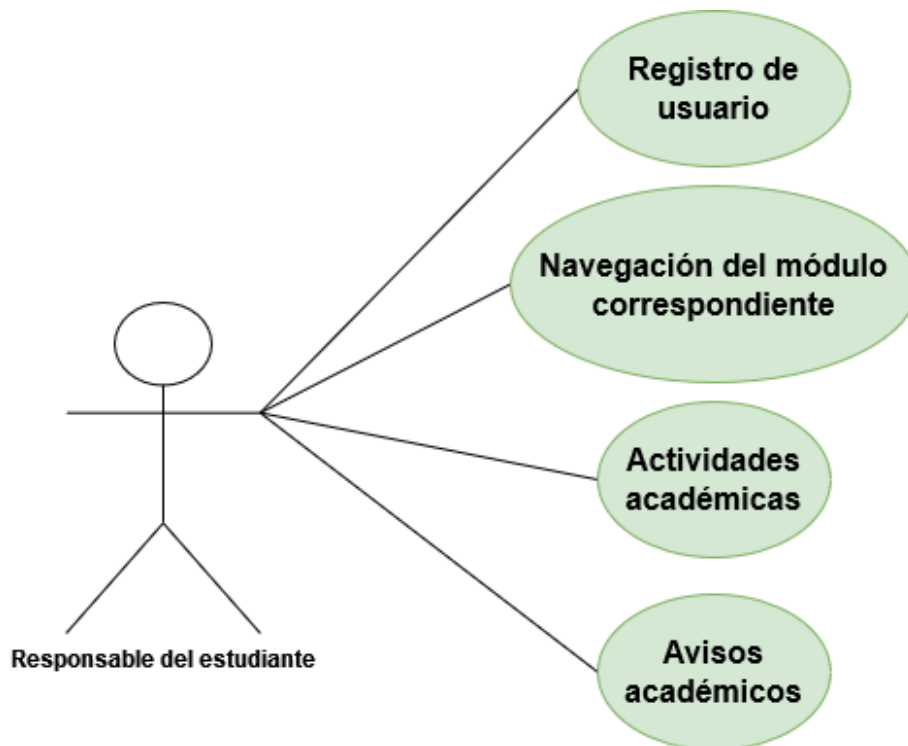 Registro de
usuario
Navegación del módulo
correspondiente
Actividades
académicas
Avisos
académicos
Responsable del estudiante